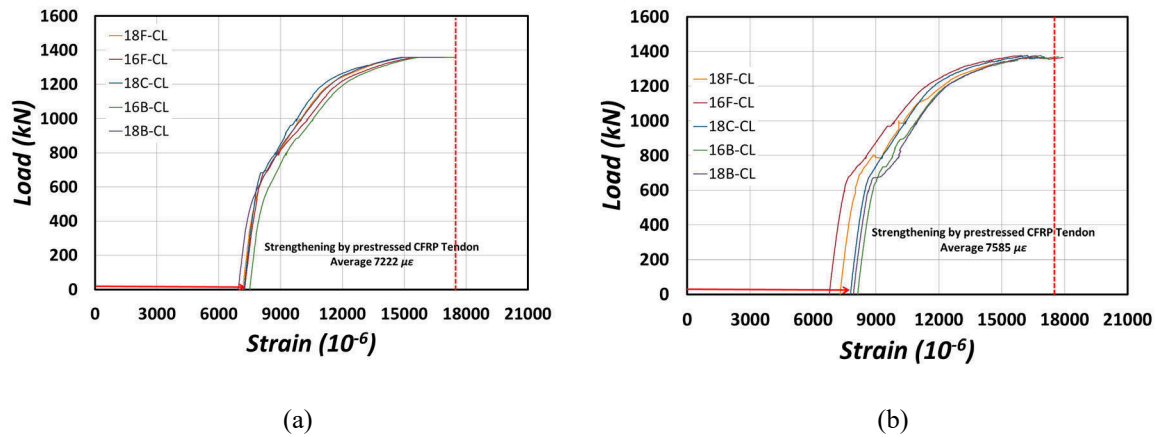 1600
1400
1200
1000
800
600
400
200
0
Load (kN)
18F-CL
16F-CL
18C-CL
16B-CL
18B-CL
Strengthening by prestressed CFRP Tendon
Average 7222 με
0 3000 6000 9000 12000 15000 18000 21000
Strain (10-6)
(a)
1600
1400
1200
1000
800
600
400
200
0
Load (kN)
18F-CL
16F-CL
18C-CL
16B-CL
18B-CL
Strengthening by prestressed CFRP Tendon
Average 7585 με
0 3000 6000 9000 12000 15000 18000 21000
Strain (10-6)
(b)